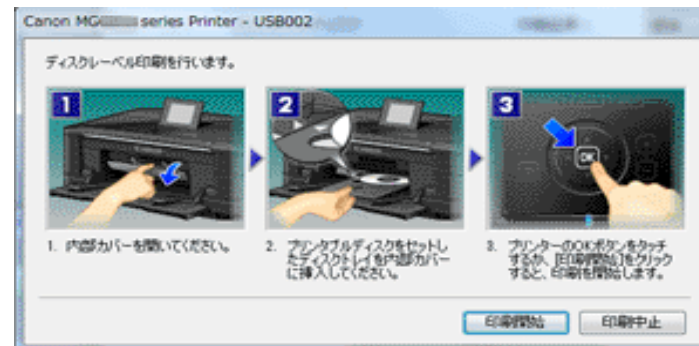 Canon MG series Printer - USB002
ディスクレーベル印刷を行います。
1
2
3
OK
1. 内部カバーを開いてください。
2. プリンタブルディスクをセットし
たディスクトレイを内部カバー
に挿入してください。
3. プリンターのOKボタンをタッチ
するか、[印刷開始]をクリック
すると、印刷を開始します。
印刷開始
印刷中止